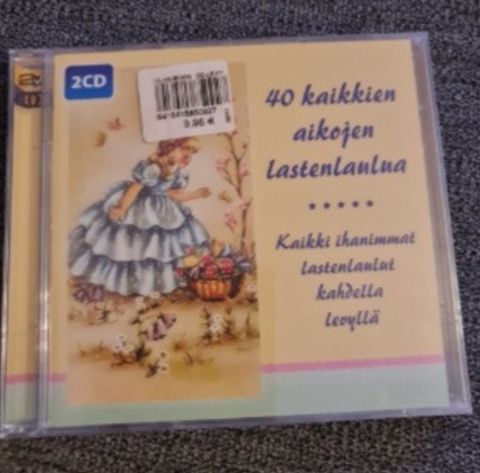 2CD
9,95 €
40 kaikkien
aikojen
lastenlaulua
Kaikki ihanimmat
lastenlaulut
kahdella
levyllä